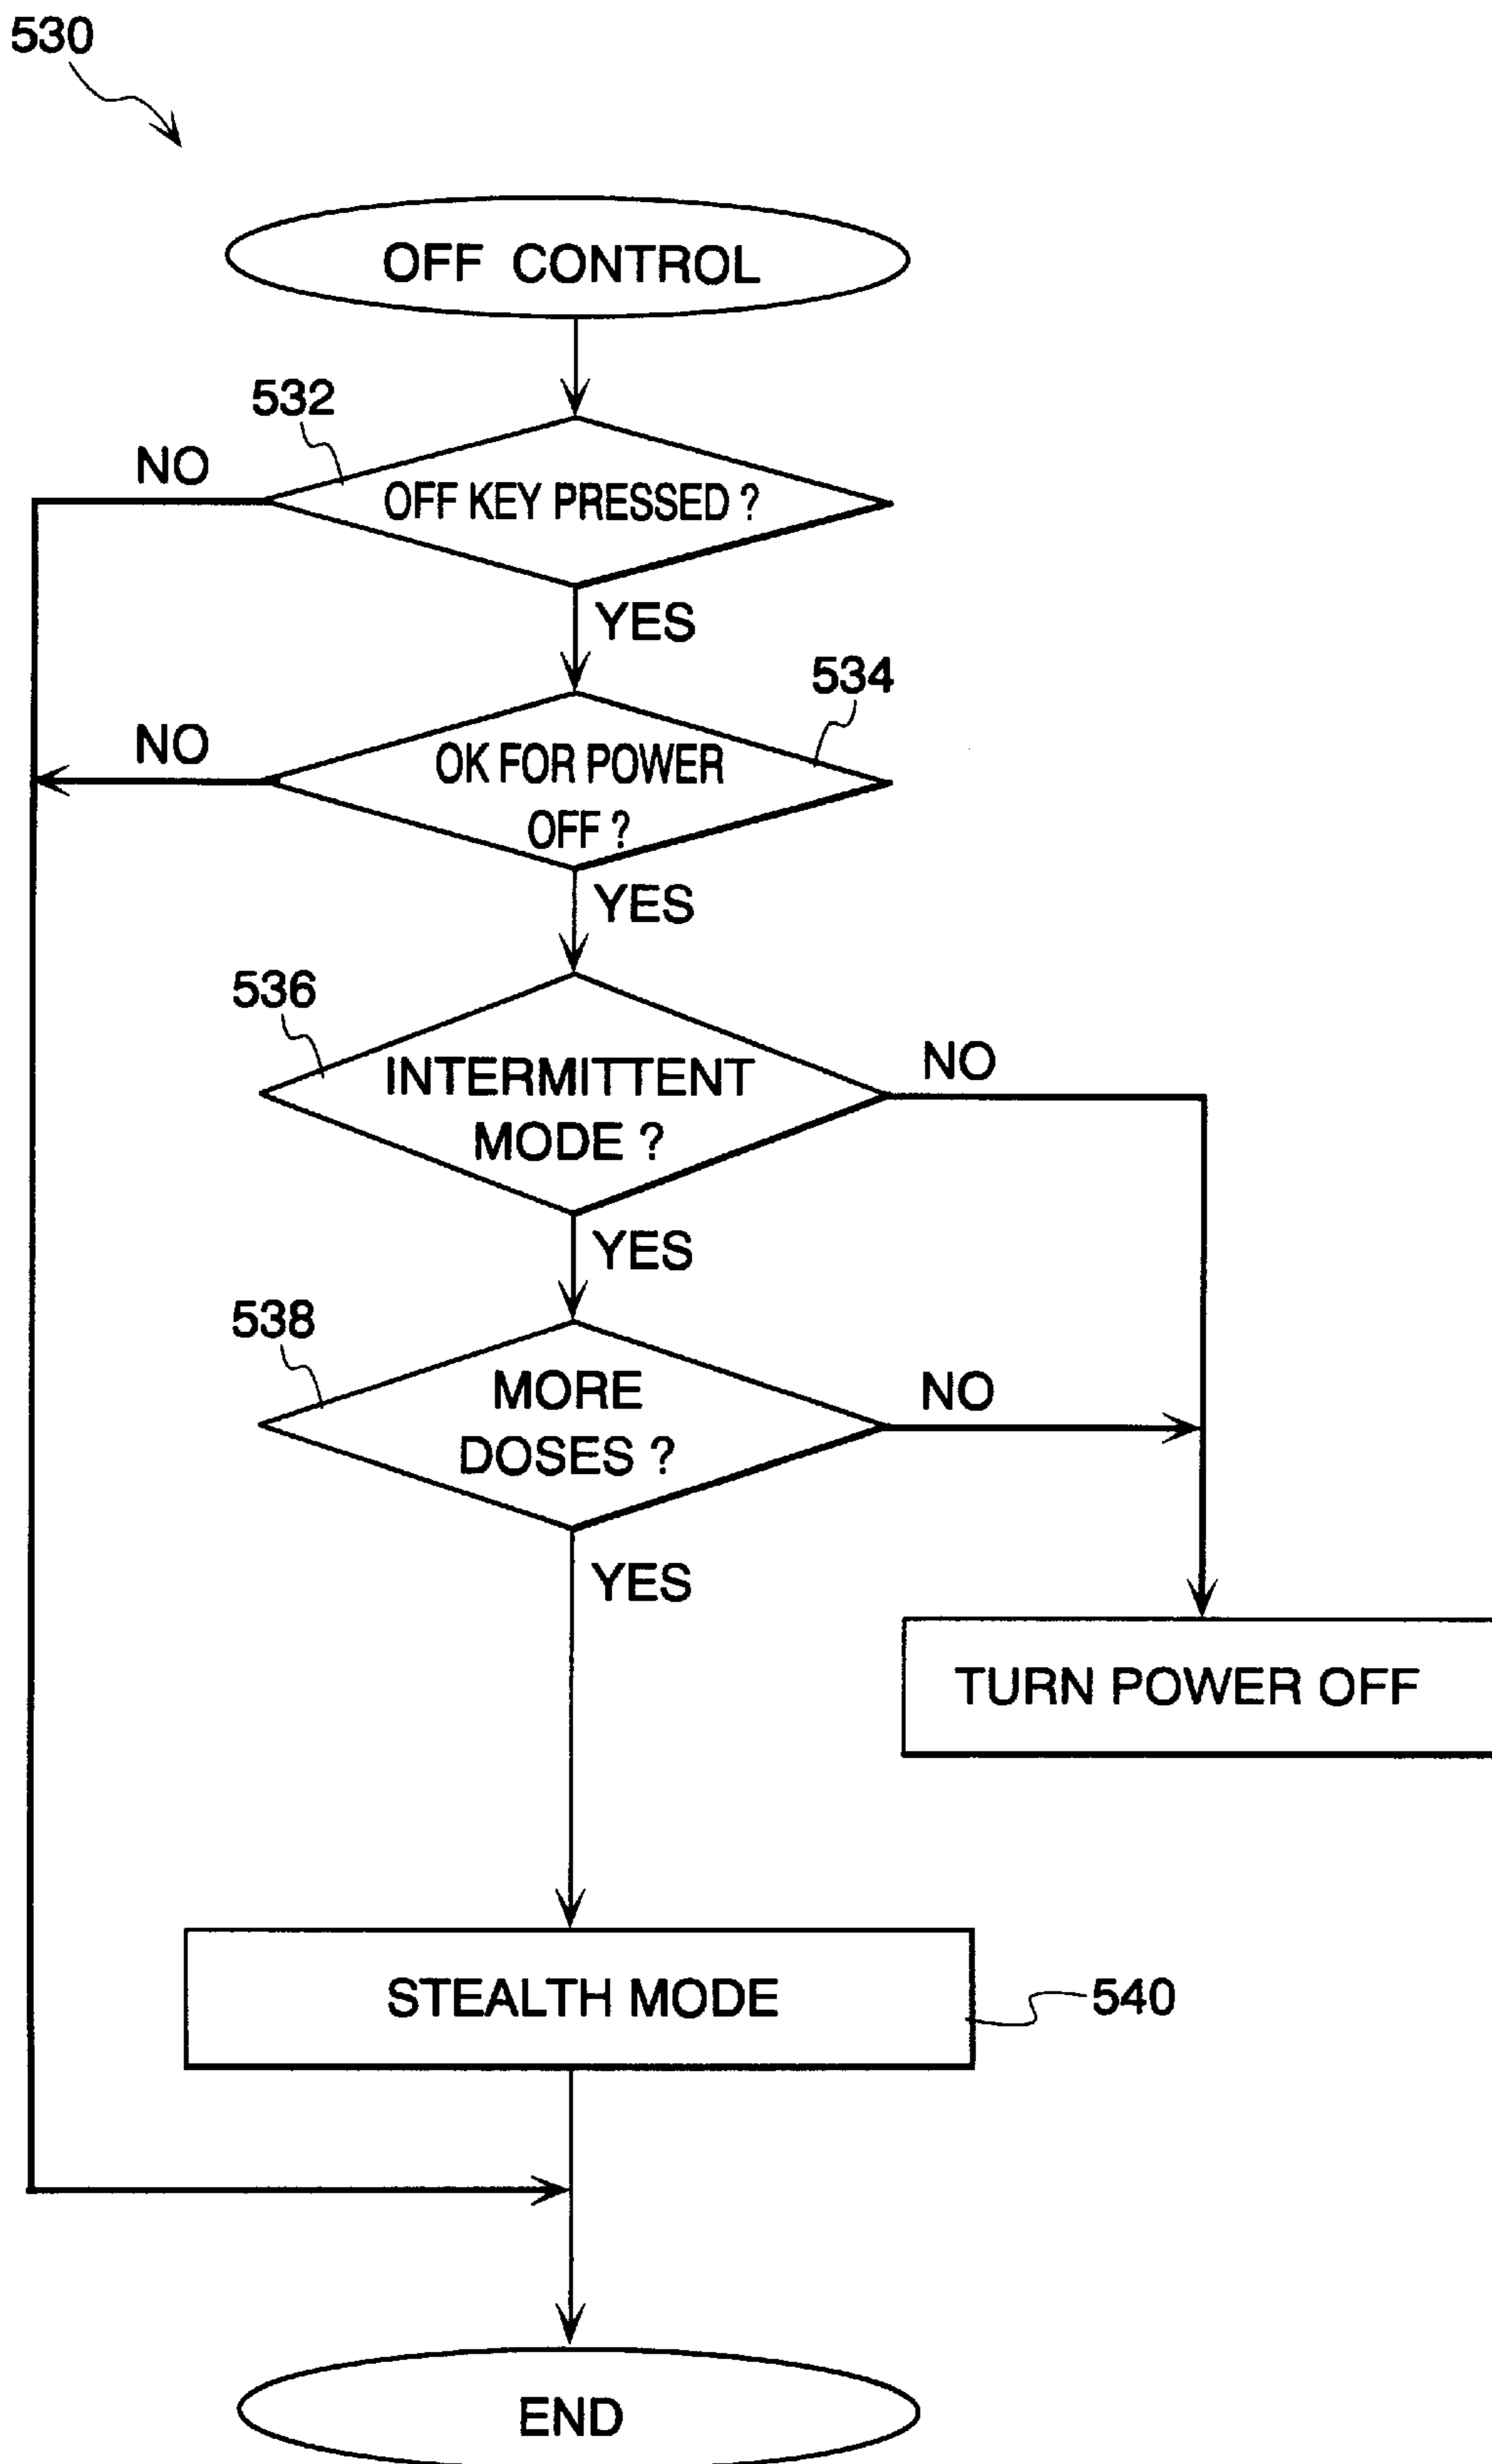 530
OFF CONTROL
532
NO
OFF KEY PRESSED ?
YES
534
NO
OK FOR POWER
OFF ?
YES
536
NO
INTERMITTENT
MODE ?
YES
538
NO
MORE
DOSES ?
YES
TURN POWER OFF
STEALTH MODE
540
END